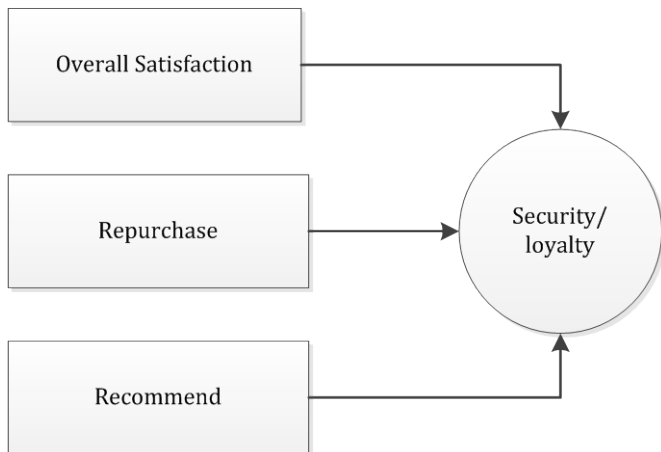 Overall Satisfaction
Repurchase
Security/
loyalty
Recommend